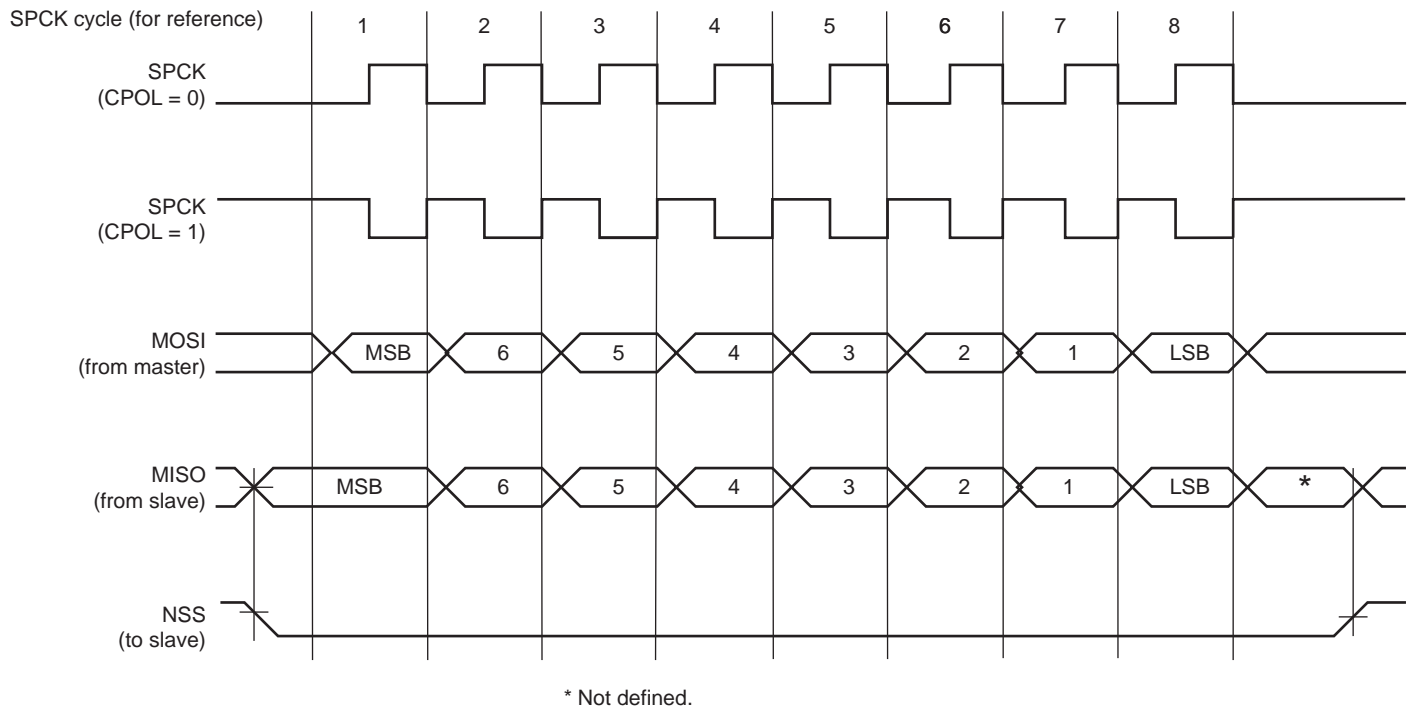 SPCK cycle (for reference)
1 2 3 4 5 6 7 8
SPCK
(CPOL = 0)
SPCK
(CPOL = 1)
MOSI
(from master)
MSB 6 5 4 3 2 1 LSB
MISO
(from slave)
MSB 6 5 4 3 2 1 LSB *
NSS
(to slave)
* Not defined.